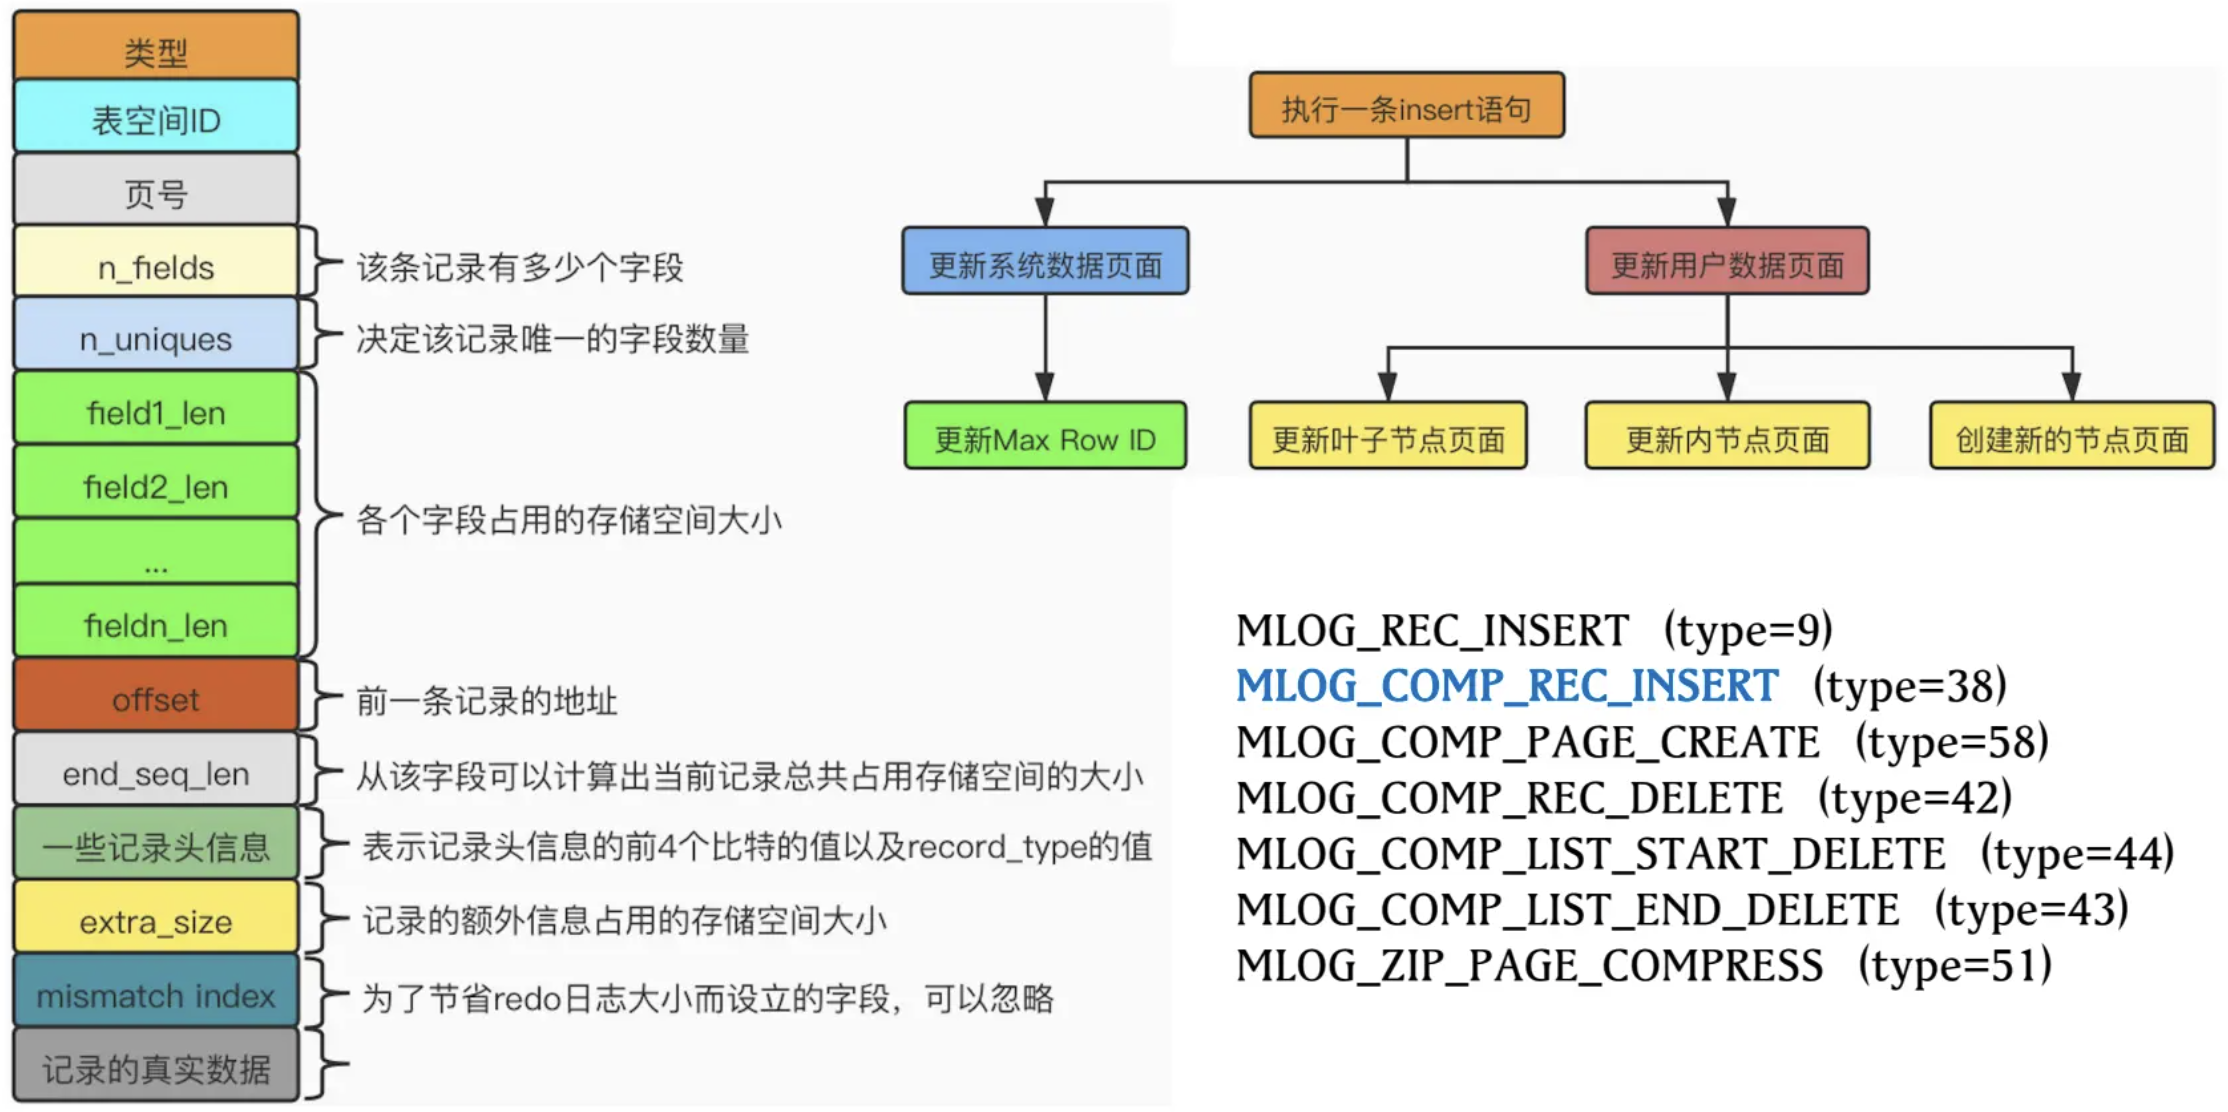 类型
表空间ID
页号
n_fields
该条记录有多少个字段
n_uniques
决定该记录唯一的字段数量
field1_len
field2_len
...
fieldn_len
各个字段占用的存储空间大小
offset
前一条记录的地址
end_seq_len
从该字段可以计算出当前记录总共占用存储空间的大小
一些记录头信息
表示记录头信息的前4个比特的值以及record_type的值
extra_size
记录的额外信息占用的存储空间大小
mismatch index
为了节省redo日志大小而设立的字段，可以忽略
记录的真实数据
执行一条insert语句
更新系统数据页面
更新用户数据页面
更新Max Row ID
更新叶子节点页面
更新内节点页面
创建新的节点页面
MLOG_REC_INSERT (type=9)
MLOG_COMP_REC_INSERT (type=38)
MLOG_COMP_PAGE_CREATE (type=58)
MLOG_COMP_REC_DELETE (type=42)
MLOG_COMP_LIST_START_DELETE (type=44)
MLOG_COMP_LIST_END_DELETE (type=43)
MLOG_ZIP_PAGE_COMPRESS (type=51)